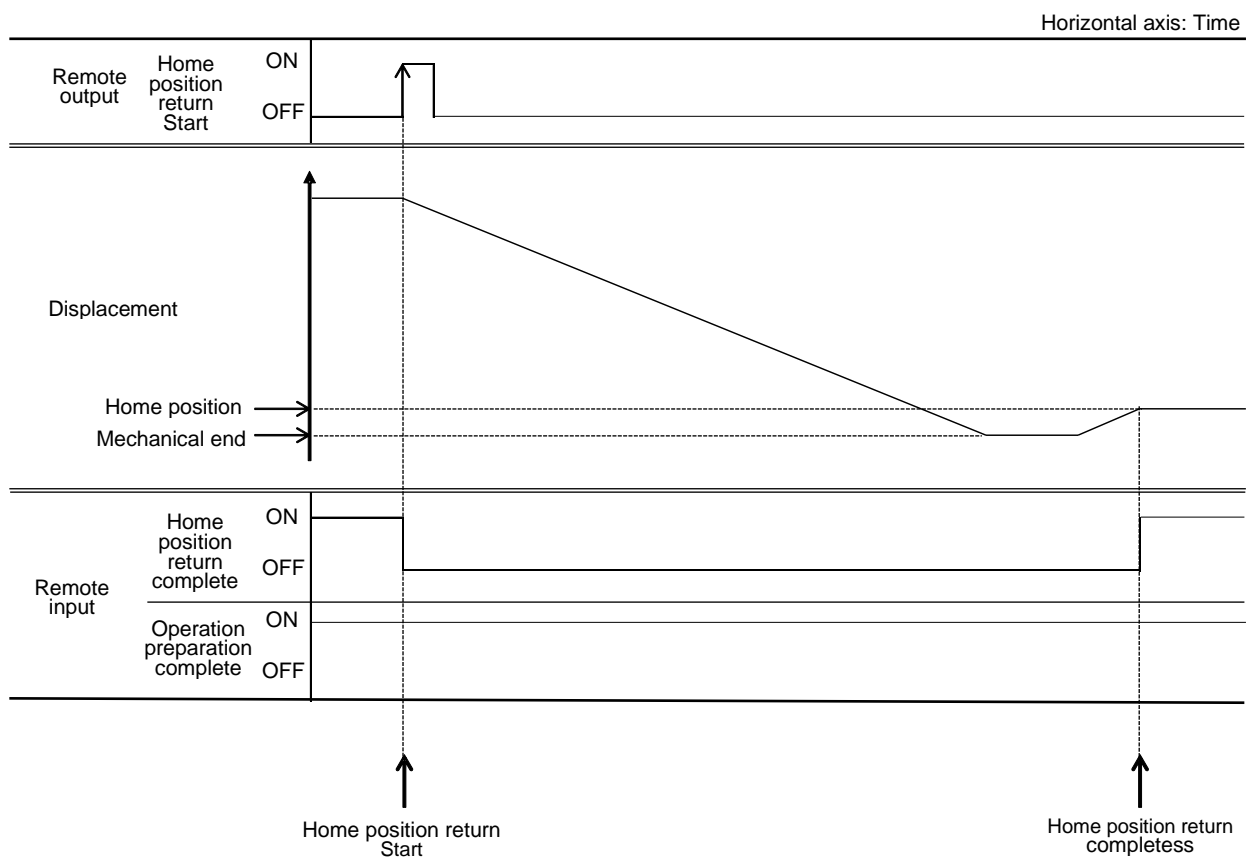 Horizontal axis: Time
Remote
output
Home
position
return
Start
ON
OFF
Displacement
Home position
Mechanical end
Remote
input
Home
position
return
complete
ON
OFF
Operation
preparation
complete
ON
OFF
Home position return
Start
Home position return
completess